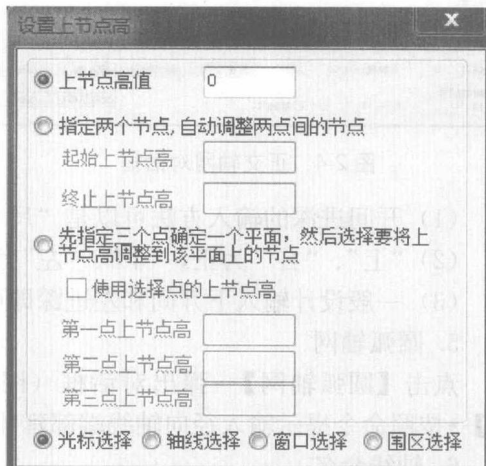 设置上节点高
X
上节点高值 0
指定两个节点,自动调整两点间的节点
起始上节点高
终止上节点高
先指定三个点确定一个平面，然后选择要将上
节点高调整到该平面上的节点
使用选择点的上节点高
第一点上节点高
第二点上节点高
第三点上节点高
光标选择 轴线选择 窗口选择 围区选择